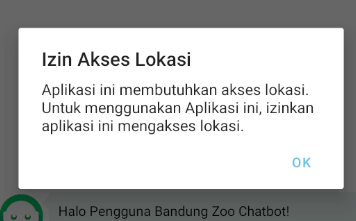 Izin Akses Lokasi
Aplikasi ini membutuhkan akses lokasi.
Untuk menggunakan Aplikasi ini, izinkan
aplikasi ini mengakses lokasi.
OK
Halo Pengguna Bandung Zoo Chatbot!